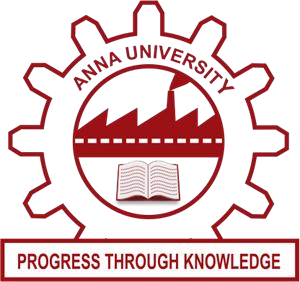 ANNA UNIVERSITY
PROGRESS THROUGH KNOWLEDGE